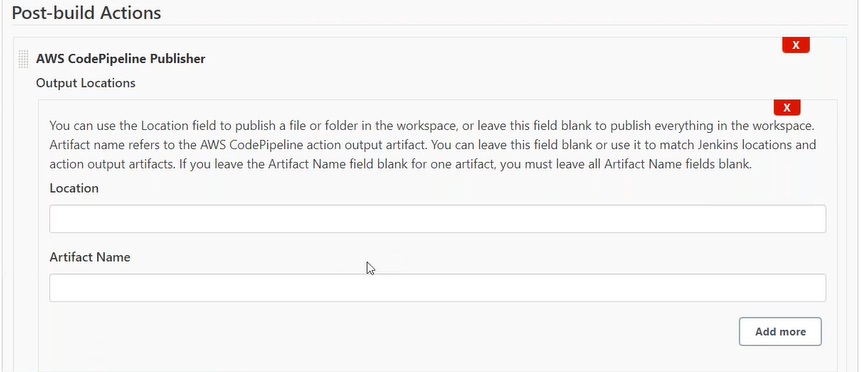 Post-build Actions
X
AWS CodePipeline Publisher
Output Locations
X
You can use the Location field to publish a file or folder in the workspace, or leave this field blank to publish everything in the workspace.
Artifact name refers to the AWS CodePipeline action output artifact. You can leave this field blank or use it to match Jenkins locations and
action output artifacts. If you leave the Artifact Name field blank for one artifact, you must leave all Artifact Name fields blank.
Location
Artifact Name
Add more